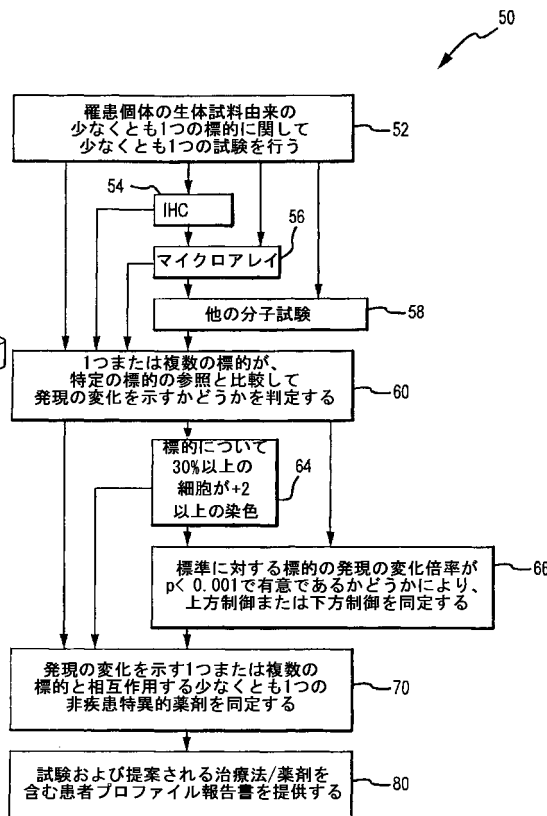 50
罹患個体の生体試料由来の
少なくとも1つの標的に関して
少なくとも1つの試験を行う
52
54
IHC
56
マイクロアレイ
他の分子試験
58
1つまたは複数の標的が、
特定の標的の参照と比較して
発現の変化を示すかどうかを判定する
60
標的について
30%以上の
細胞が+2
以上の染色
64
標準に対する標的の発現の変化倍率が
p< 0.001で有意であるかどうかにより、
上方制御または下方制御を同定する
66
発現の変化を示す1つまたは複数の
標的と相互作用する少なくとも1つの
非疾患特異的薬剤を同定する
70
試験および提案される治療法/薬剤を
含む患者プロファイル報告書を提供する
80